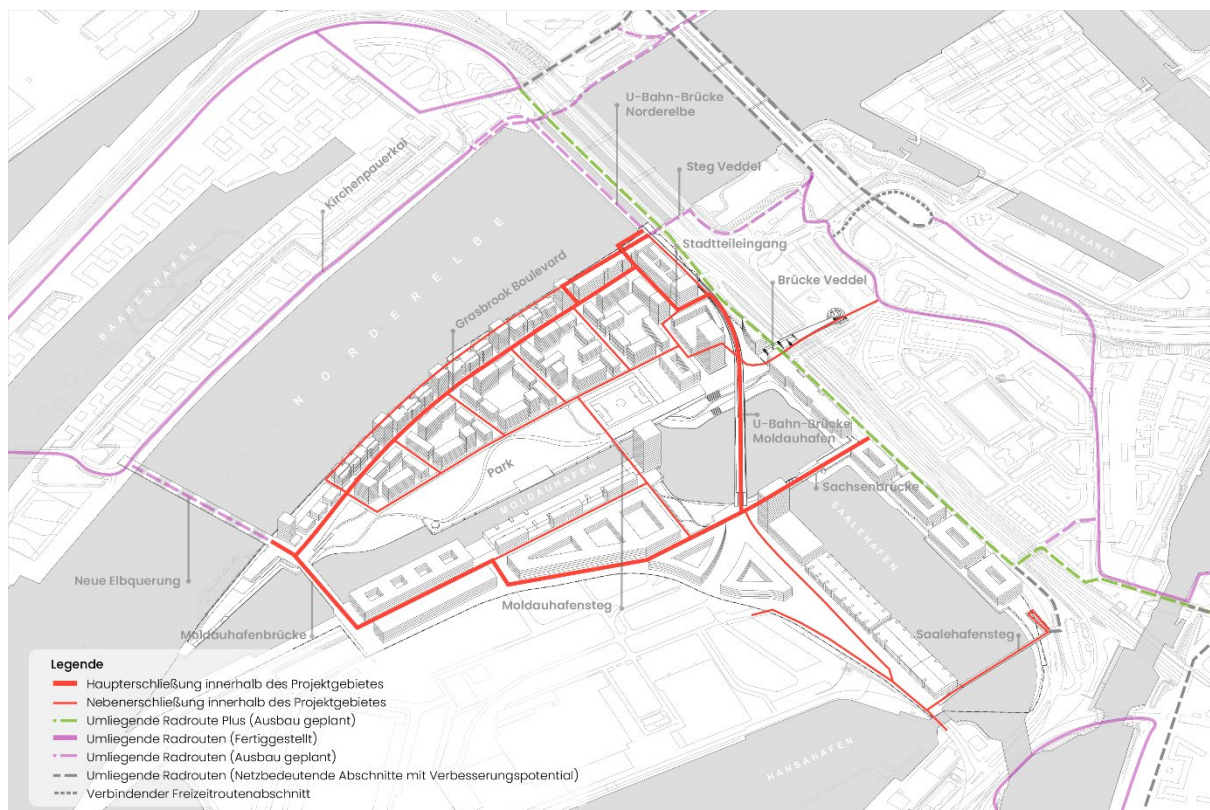 U-Bahn-Brücke
Norderelbe
Steg Veddel
Kirchenpauerkai
MARKTKANAL
Stadtteileingang
Brücke Veddel
BAAKENHAFEN
NORDERELBE
Grasbrook Boulevard
U-Bahn-Brücke
Moldauhafen
Park
MOLDAUHAFEN
Sachsenbrücke
SAALEHAFEN
Neue Elbquerung
Moldauhafensteg
Moldauhafenbrücke
Saalehafensteg
HANSAHAFEN
Legende
Haupterschließung innerhalb des Projektgebietes
Nebenerschließung innerhalb des Projektgebietes
Umliegende Radroute Plus (Ausbau geplant)
Umliegende Radrouten (Fertiggestellt)
Umliegende Radrouten (Ausbau geplant)
Umliegende Radrouten (Netzbedeutende Abschnitte mit Verbesserungspotential)
Verbindender Freizeitroutenabschnitt